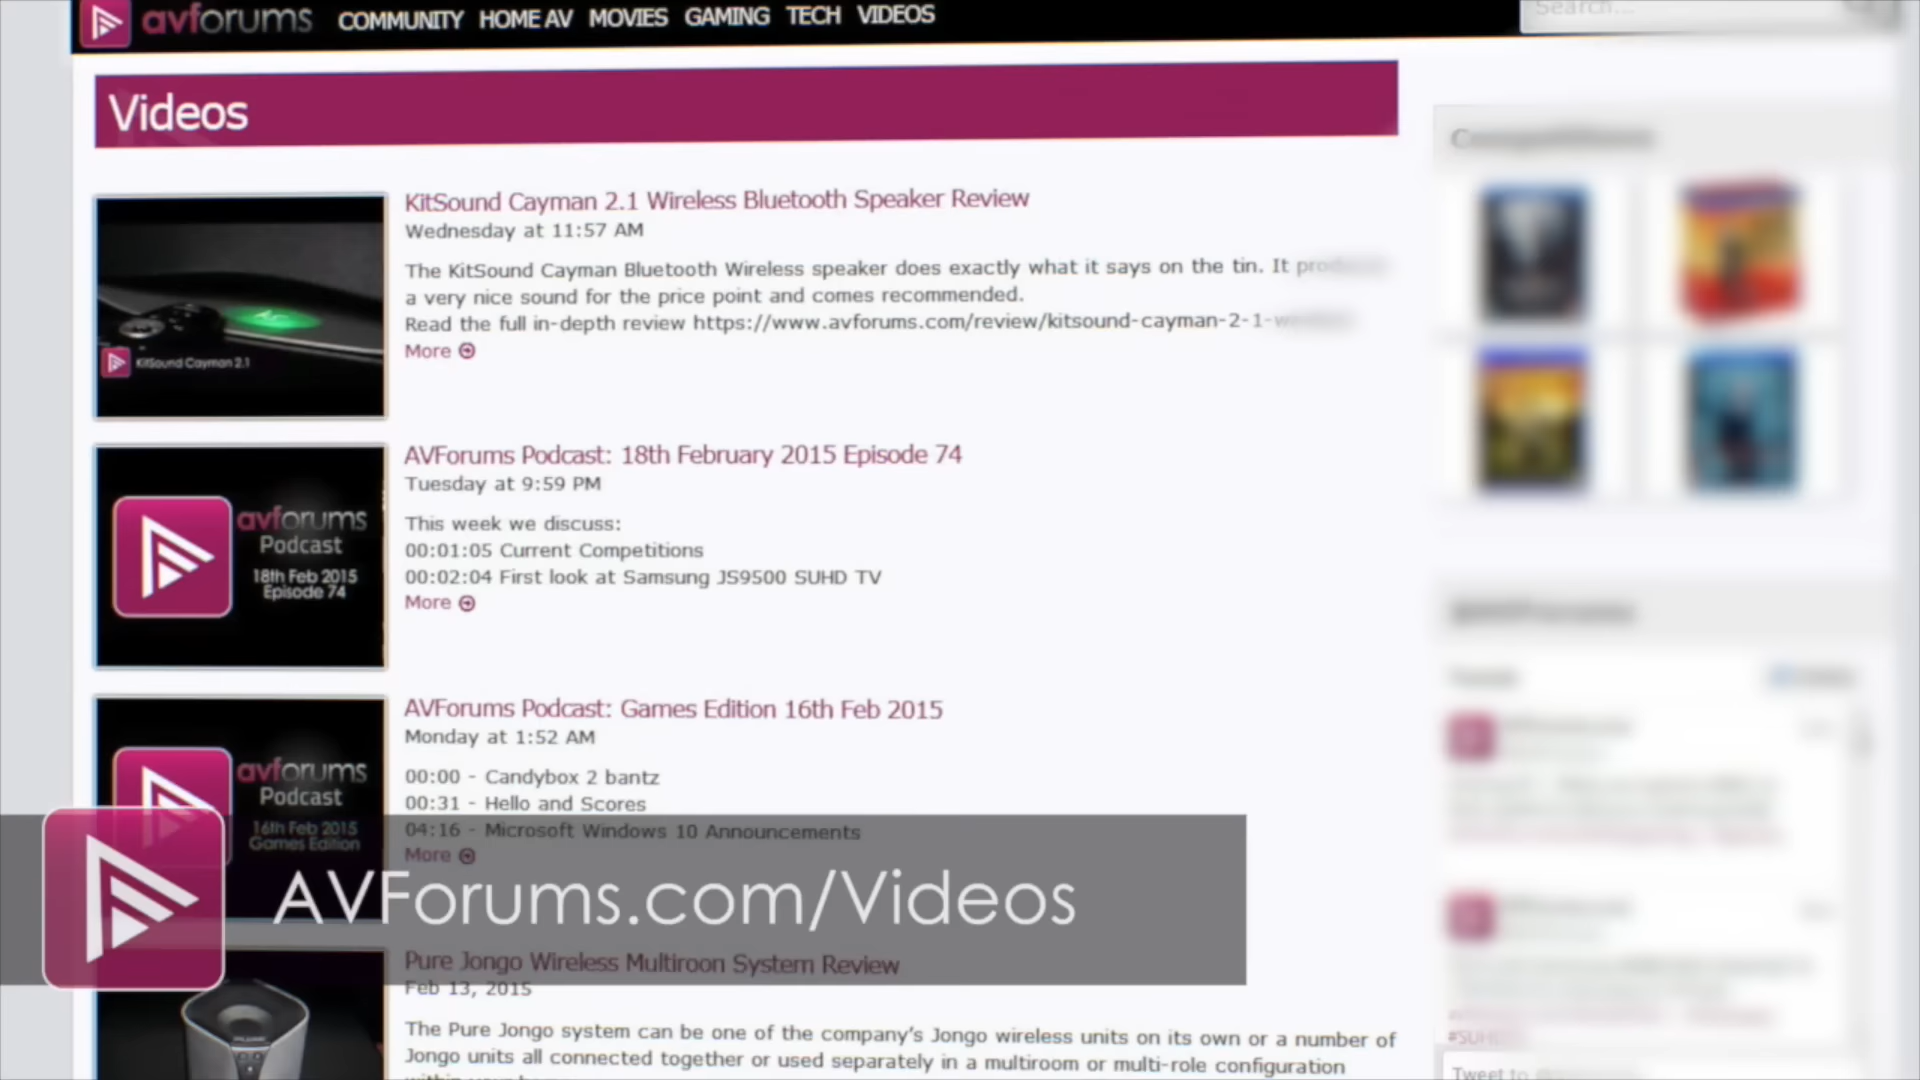 avforums COMMUNITY HOME AV MOVIES GAMING TECH VIDEOS
Search...
Videos
KitSound Cayman 2.1 Wireless Bluetooth Speaker Review
Wednesday at 11:57 AM
The KitSound Cayman Bluetooth Wireless speaker does exactly what it says on the tin. It
a very nice sound for the price point and comes recommended.
Read the full in-depth review https://www.avforums.com/review/kitsound-cayman-2-1-
More
KitSound Cayman 2.1
AVForums Podcast: 18th February 2015 Episode 74
Tuesday at 9:59 PM
This week we discuss:
00:01:05 Current Competitions
00:02:04 First look at Samsung JS9500 SUHD TV
More
avforums
Podcast
18th Feb 2015
Episode 74
AVForums Podcast: Games Edition 16th Feb 2015
Monday at 1:52 AM
00:00 - Candybox 2 bantz
00:31 - Hello and Scores
04:16 - Microsoft Windows 10 Announcements
More
avforums
Podcast
16th Feb 2015
Games Edition
AVForums.com/Videos
Pure Jongo Wireless Multiroon System Review
Feb 13, 2015
The Pure Jongo system can be one of the company's Jongo wireless units on its own or a number of
Jongo units all connected together or used separately in a multiroom or multi-role configuration
Tweet to